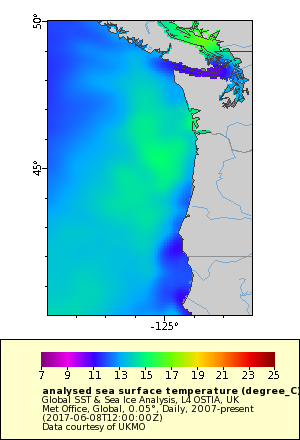 50°
45°
-125°
7 9 11 13 15 17 19 21 23 25
analysed sea surface temperature (degree_C)
Global SST & Sea Ice Analysis, L4 OSTIA, UK
Met Office, Global, 0.05°, Daily, 2007-present
(2017-06-08T12:00:00Z)
Data courtesy of UKMO